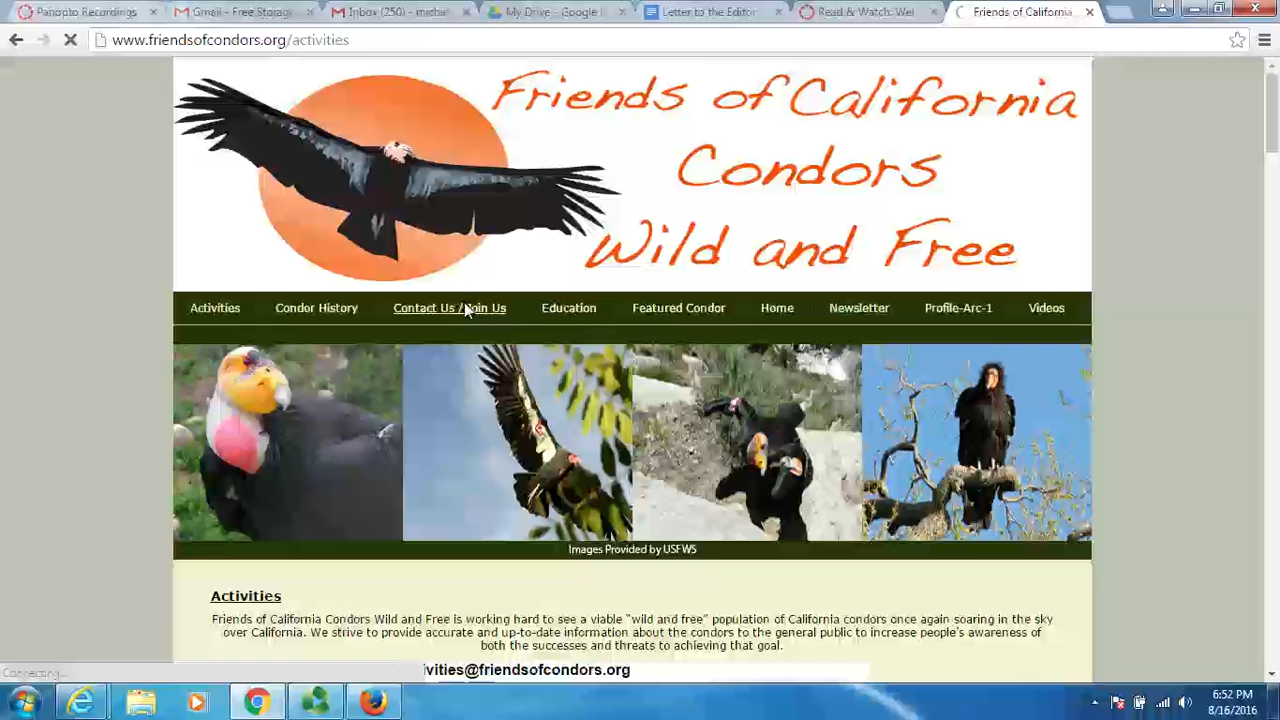 Panopto Recordings
Gmail - Free Storag
Inbox (250) - micha
My Drive - Google
Letter to the Editor
Read & Watch: Wel
Friends of California
www.friendsofcondors.org/activities
Friends of California
Condors
Wild and Free
Activities
Condor History
Contact Us / Join Us
Education
Featured Condor
Home
Newsletter
Profile-Arc-1
Videos
Images Provided by USFWS
Activities
Friends of California Condors Wild and Free is working hard to see a viable "wild and free" population of California condors once again soaring in the sky
over California. We strive to provide accurate and up-to-date information about the condors to the general public to increase people's awareness of
both the successes and threats to achieving that goal.
Connecting...
ivities@friendsofcondors.org
6:52 PM
8/16/2016